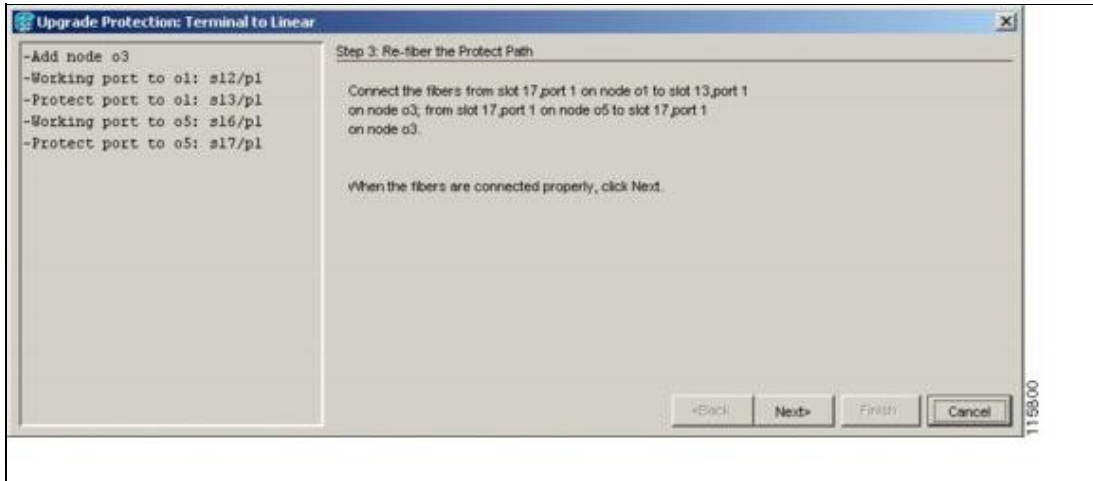 Upgrade Protection: Terminal to Linear
-Add node o3
-Working port to o1: s12/p1
-Protect port to o1: s13/p1
-Working port to o5: s16/p1
-Protect port to o5: s17/p1
Step 3: Re-fiber the Protect Path
Connect the fibers from slot 17,port 1 on node o1 to slot 13,port 1
on node o3; from slot 17,port 1 on node o5 to slot 17,port 1
on node o3.
When the fibers are connected properly, click Next.
<Back
Next>
Finish
Cancel
115800